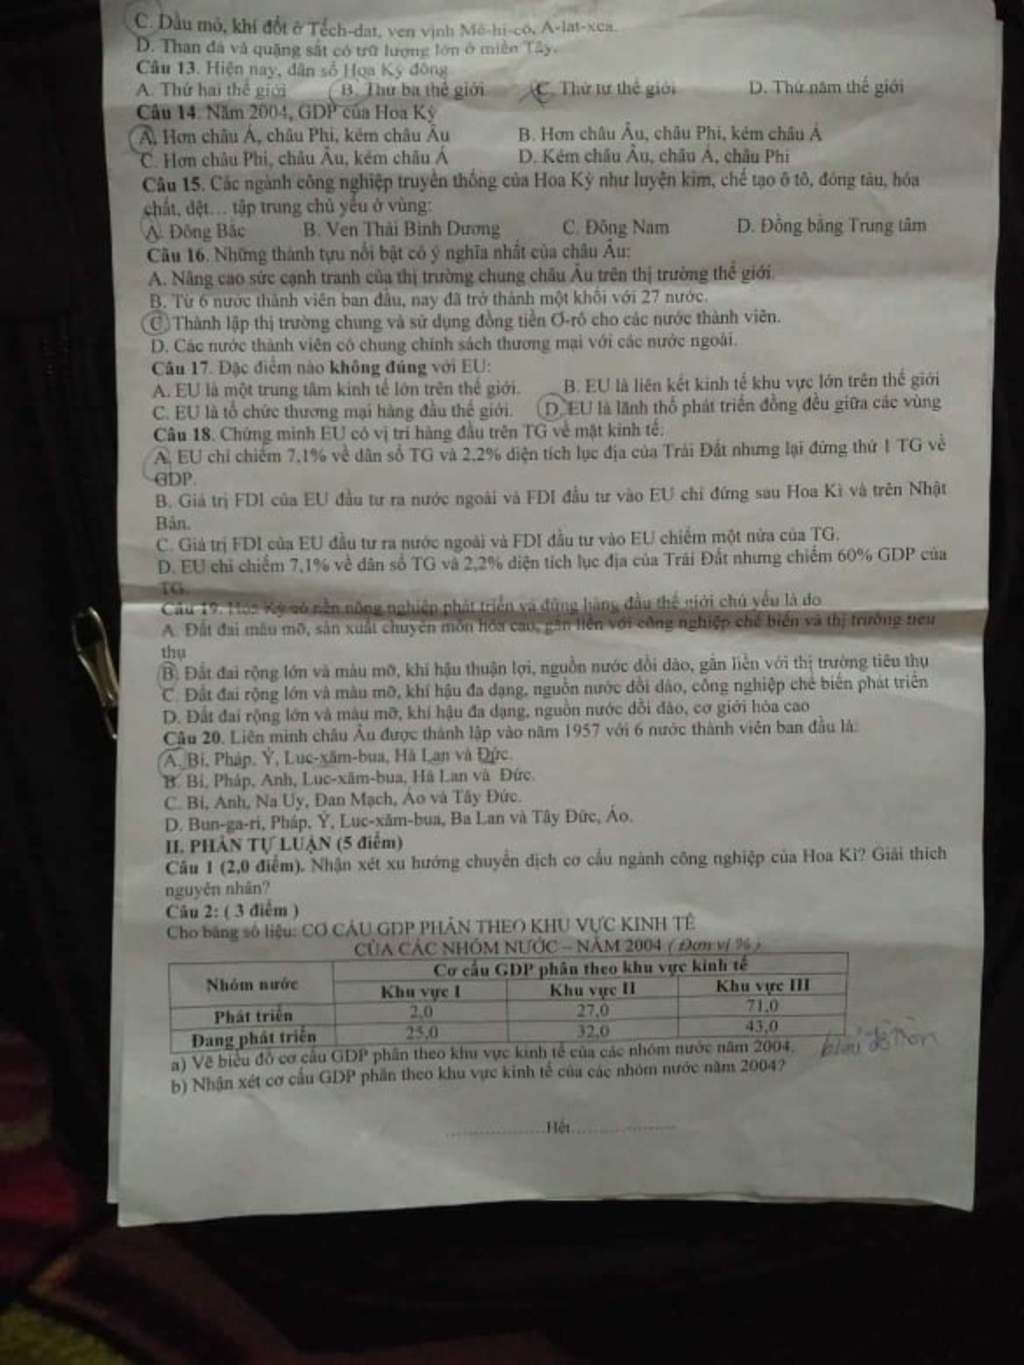 C. Dầu mỏ, khí đốt ở Tếch-dat, ven vịnh Mê-hi-cô, A-lat-xca.
D. Than đá và quặng sắt có trữ lượng lớn ở miền Tây.
Câu 13. Hiện nay, dân số Hoa Kỳ đông
A. Thứ hai thế giới B. Thư ba thế giới C. Thứ tư thế giới D. Thứ năm thế giới
Câu 14. Năm 2004, GDP của Hoa Kỳ
A. Hơn châu Á, châu Phi, kém châu Âu B. Hơn châu Âu, châu Phi, kém châu Á
C. Hơn châu Phi, châu Âu, kém châu Á D. Kém châu Âu, châu Á, châu Phi
Câu 15. Các ngành công nghiệp truyền thống của Hoa Kỳ như luyện kim, chế tạo ô tô, đóng tàu, hóa
chất, dệt… tập trung chủ yếu ở vùng:
A. Đông Bắc B. Ven Thái Bình Dương C. Đông Nam D. Đồng bằng Trung tâm
Câu 16. Những thành tựu nổi bật có ý nghĩa nhất của châu Âu:
A. Nâng cao sức cạnh tranh của thị trường chung châu Âu trên thị trường thế giới.
B. Từ 6 nước thành viên ban đầu, nay đã trở thành một khối với 27 nước.
C. Thành lập thị trường chung và sử dụng đồng tiền Ơ-rô cho các nước thành viên.
D. Các nước thành viên có chung chính sách thương mại với các nước ngoài.
Câu 17. Đặc điểm nào không đúng với EU:
A. EU là một trung tâm kinh tế lớn trên thế giới. B. EU là liên kết kinh tế khu vực lớn trên thế giới
C. EU là tổ chức thương mại hàng đầu thế giới. D. EU là lãnh thổ phát triển đồng đều giữa các vùng
Câu 18. Chứng minh EU có vị trí hàng đầu trên TG về mặt kinh tế:
A. EU chỉ chiếm 7,1% về dân số TG và 2,2% diện tích lục địa của Trái Đất nhưng lại đứng thứ 1 TG về
GDP.
B. Giá trị FDI của EU đầu tư ra nước ngoài và FDI đầu tư vào EU chỉ đứng sau Hoa Kì và trên Nhật
Bản.
C. Giá trị FDI của EU đầu tư ra nước ngoài và FDI đầu tư vào EU chiếm một nửa của TG.
D. EU chỉ chiếm 7,1% về dân số TG và 2,2% diện tích lục địa của Trái Đất nhưng chiếm 60% GDP của
TG.
Câu 19. Hoa Kỳ có nền nông nghiệp phát triển và đứng hàng đầu thế giới chủ yếu là do
A. Đất đai màu mỡ, sản xuất chuyên môn hóa cao, gắn liền với công nghiệp chế biến và thị trường tiêu
thụ
B. Đất đai rộng lớn và màu mỡ, khí hậu thuận lợi, nguồn nước dồi dào, gắn liền với thị trường tiêu thụ
C. Đất đai rộng lớn và màu mỡ, khí hậu đa dạng, nguồn nước dồi dào, công nghiệp chế biến phát triển
D. Đất đai rộng lớn và màu mỡ, khí hậu đa dạng, nguồn nước dồi dào, cơ giới hóa cao
Câu 20. Liên minh châu Âu được thành lập vào năm 1957 với 6 nước thành viên ban đầu là:
A. Bỉ, Pháp, Ý, Luc-xăm-bua, Hà Lan và Đức.
B. Bỉ, Pháp, Anh, Luc-xăm-bua, Hà Lan và Đức.
C. Bỉ, Anh, Na Uy, Đan Mạch, Áo và Tây Đức.
D. Bun-ga-ri, Pháp, Ý, Luc-xăm-bua, Ba Lan và Tây Đức, Áo.
II. PHẦN TỰ LUẬN (5 điểm)
Câu 1 (2,0 điểm). Nhận xét xu hướng chuyển dịch cơ cấu ngành công nghiệp của Hoa Kì? Giải thích
nguyên nhân?
Câu 2: ( 3 điểm )
Cho bảng số liệu: CƠ CẤU GDP PHÂN THEO KHU VỰC KINH TẾ
CỦA CÁC NHÓM NƯỚC – NĂM 2004 ( Đơn vị % )
Nhóm nước Cơ cấu GDP phân theo khu vực kinh tế
Khu vực I Khu vực II Khu vực III
Phát triển 2,0 27,0 71,0
Đang phát triển 25,0 32,0 43,0
a) Vẽ biểu đồ cơ cấu GDP phân theo khu vực kinh tế của các nhóm nước năm 2004. biểu đồ tròn
b) Nhận xét cơ cấu GDP phân theo khu vực kinh tế của các nhóm nước năm 2004?
....................Hết....................